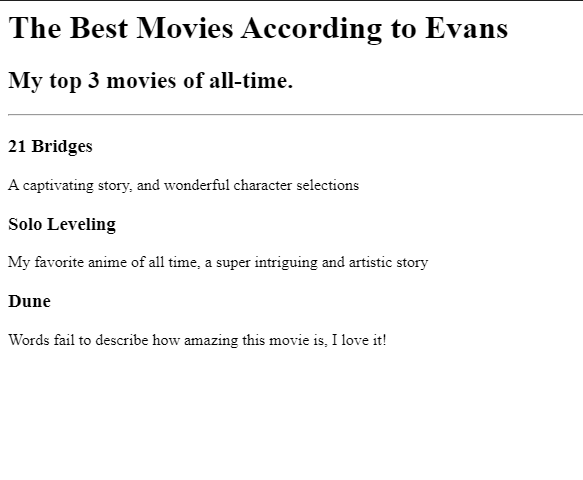 The Best Movies According to Evans
My top 3 movies of all-time.
21 Bridges
A captivating story, and wonderful character selections
Solo Leveling
My favorite anime of all time, a super intriguing and artistic story
Dune
Words fail to describe how amazing this movie is, I love it!